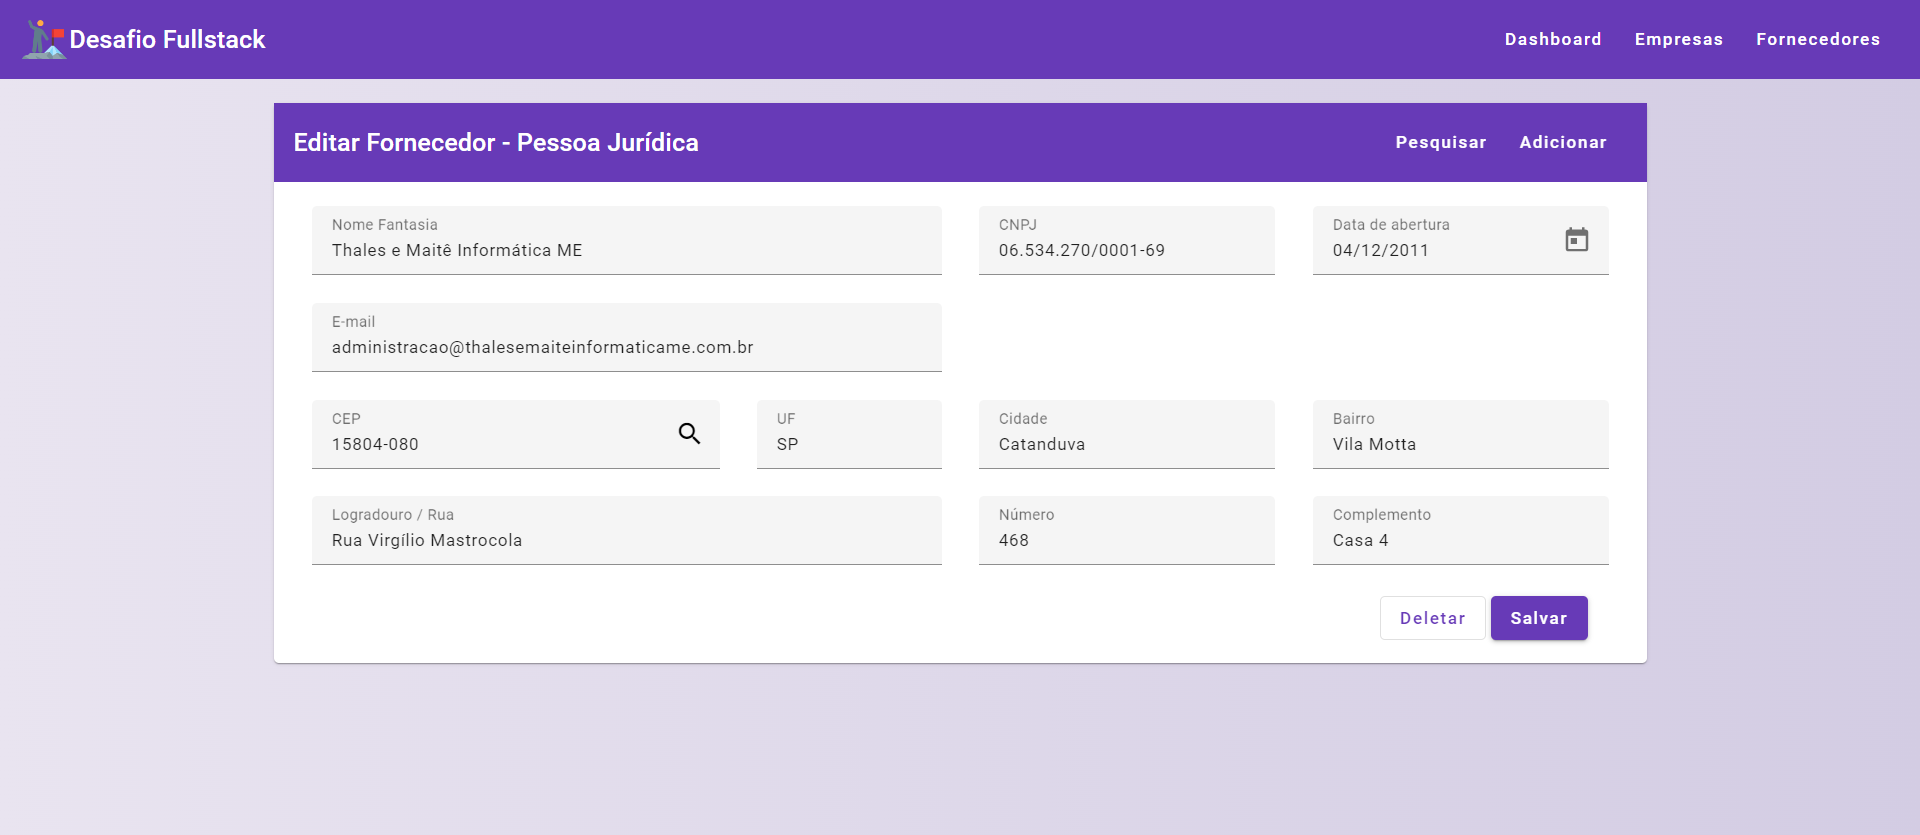 Desafio Fullstack
Dashboard Empresas Fornecedores
Editar Fornecedor - Pessoa Jurídica
Pesquisar Adicionar
Nome Fantasia
Thales e Maitê Informática ME
CNPJ
06.534.270/0001-69
Data de abertura
04/12/2011
E-mail
administracao@thalesemaiteinformaticame.com.br
CEP
15804-080
UF
SP
Cidade
Catanduva
Bairro
Vila Motta
Logradouro / Rua
Rua Virgílio Mastrocola
Número
468
Complemento
Casa 4
Deletar
Salvar